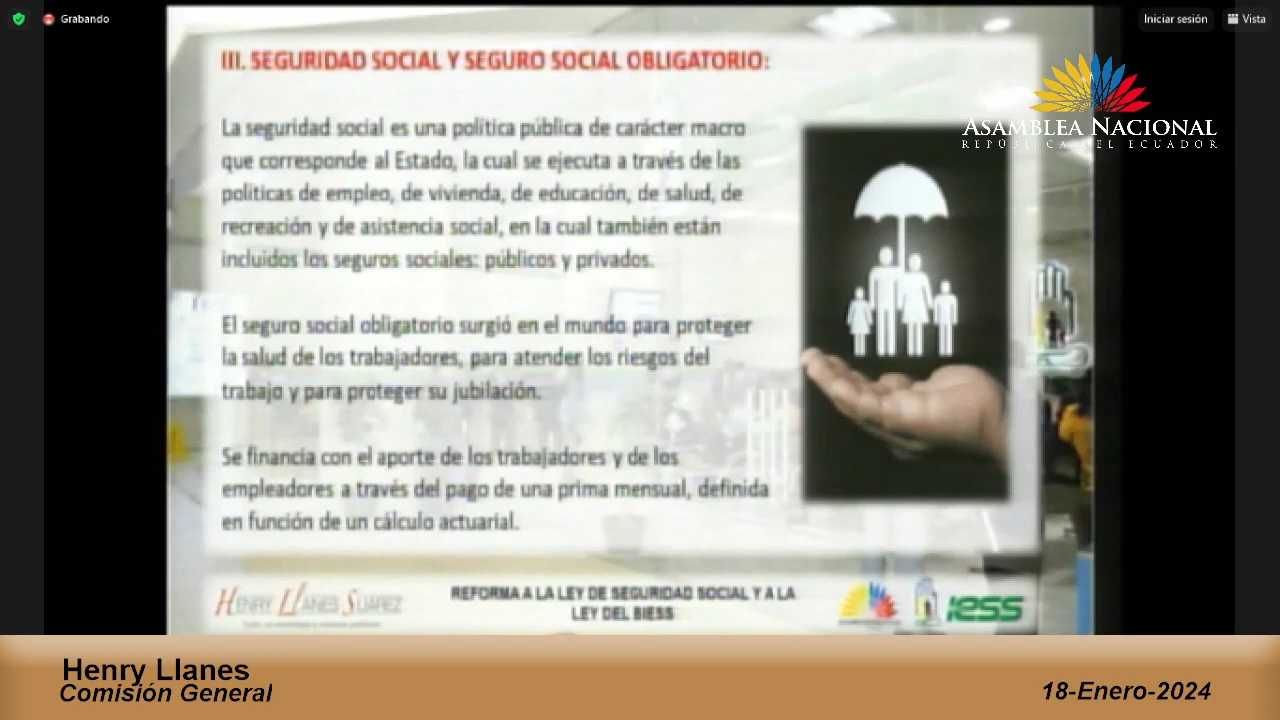 Grabando
Iniciar sesión
Vista
III. SEGURIDAD SOCIAL Y SEGURO SOCIAL OBLIGATORIO:
ASAMBLEA NACIONAL
REPÚBLICA DEL ECUADOR
La seguridad social es una política pública de carácter macro
que corresponde al Estado, la cual se ejecuta a través de las
políticas de empleo, de vivienda, de educación, de salud, de
recreación y de asistencia social, en la cual también están
incluidos los seguros sociales: públicos y privados.
El seguro social obligatorio surgió en el mundo para proteger
la salud de los trabajadores, para atender los riesgos del
trabajo y para proteger su jubilación.
Se financia con el aporte de los trabajadores y de los
empleadores a través del pago de una prima mensual, definida
en función de un cálculo actuarial.
HENRY LLANES SUÁREZ
REFORMA A LA LEY DE SEGURIDAD SOCIAL Y A LA
LEY DEL BIESS
IESS
Henry Llanes
Comisión General
18-Enero-2024